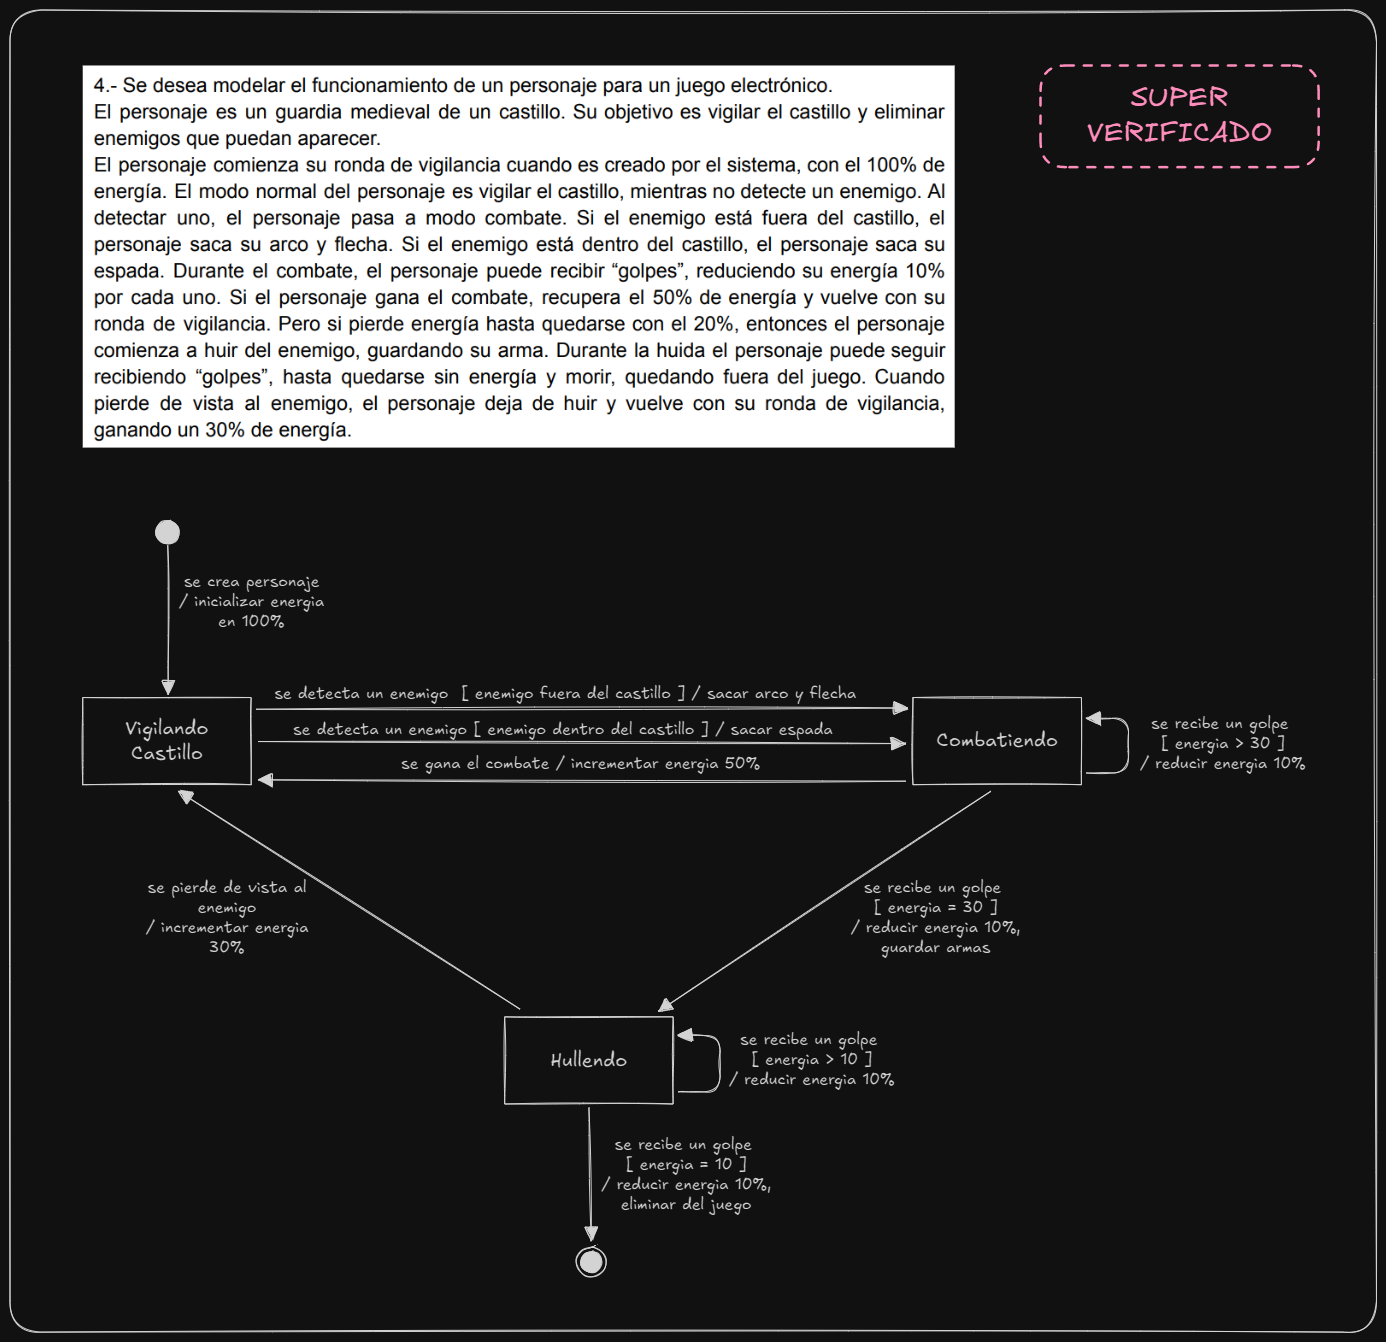 4.- Se desea modelar el funcionamiento de un personaje para un juego electrónico.
El personaje es un guardia medieval de un castillo. Su objetivo es vigilar el castillo y eliminar
enemigos que puedan aparecer.
El personaje comienza su ronda de vigilancia cuando es creado por el sistema, con el 100% de
energía. El modo normal del personaje es vigilar el castillo, mientras no detecte un enemigo. Al
detectar uno, el personaje pasa a modo combate. Si el enemigo está fuera del castillo, el
personaje saca su arco y flecha. Si el enemigo está dentro del castillo, el personaje saca su
espada. Durante el combate, el personaje puede recibir “golpes”, reduciendo su energía 10%
por cada uno. Si el personaje gana el combate, recupera el 50% de energía y vuelve con su
ronda de vigilancia. Pero si pierde energía hasta quedarse con el 20%, entonces el personaje
comienza a huir del enemigo, guardando su arma. Durante la huida el personaje puede seguir
recibiendo “golpes”, hasta quedarse sin energía y morir, quedando fuera del juego. Cuando
pierde de vista al enemigo, el personaje deja de huir y vuelve con su ronda de vigilancia,
ganando un 30% de energía.
SUPER
VERIFICADO
se crea personaje
/ inicializar energia
en 100%
se detecta un enemigo [ enemigo fuera del castillo ] / sacar arco y flecha
se detecta un enemigo [ enemigo dentro del castillo ] / sacar espada
se gana el combate / incrementar energia 50%
Vigilando
Castillo
Combatiendo
se recibe un golpe
[ energia > 30 ]
/ reducir energia 10%
se pierde de vista al
enemigo
/ incrementar energia
30%
se recibe un golpe
[ energia = 30 ]
/ reducir energia 10%,
guardar armas
Hullendo
se recibe un golpe
[ energia > 10 ]
/ reducir energia 10%
se recibe un golpe
[ energia = 10 ]
/ reducir energia 10%,
eliminar del juego